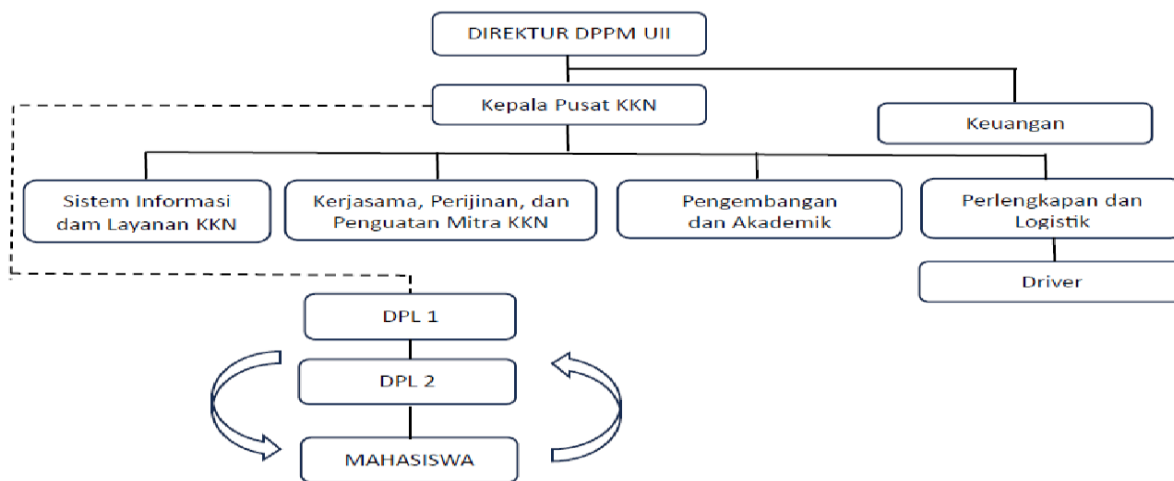 DIREKTUR DPPM UII
Kepala Pusat KKN
Keuangan
Sistem Informasi
dam Layanan KKN
Kerjasama, Perijinan, dan
Penguatan Mitra KKN
Pengembangan
dan Akademik
Perlengkapan dan
Logistik
Driver
DPL 1
DPL 2
MAHASISWA